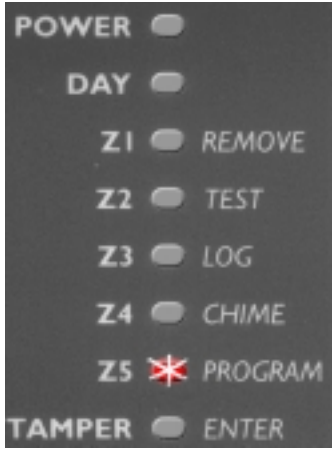 POWER
DAY
Z1 REMOVE
Z2 TEST
Z3 LOG
Z4 CHIME
Z5 PROGRAM
TAMPER ENTER